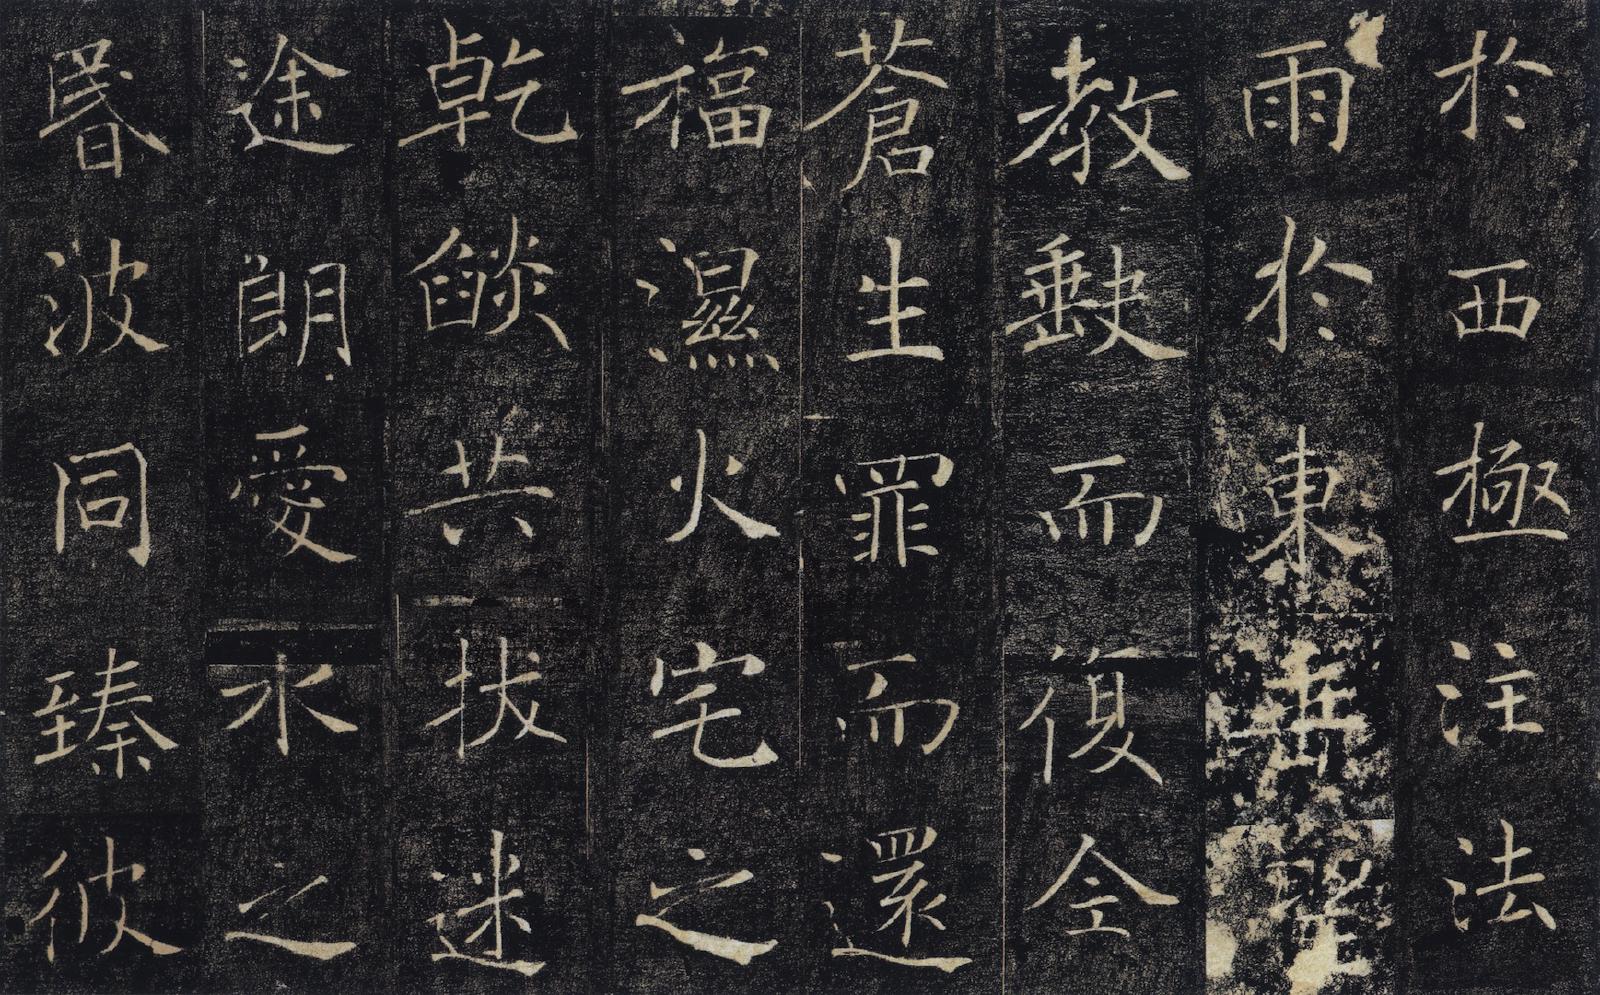 於西極注法
雨於東垂聖
教缺而復全
蒼生罪而還
福濕火宅之
乾燄共拔迷
途朗愛水之
昬波同臻彼